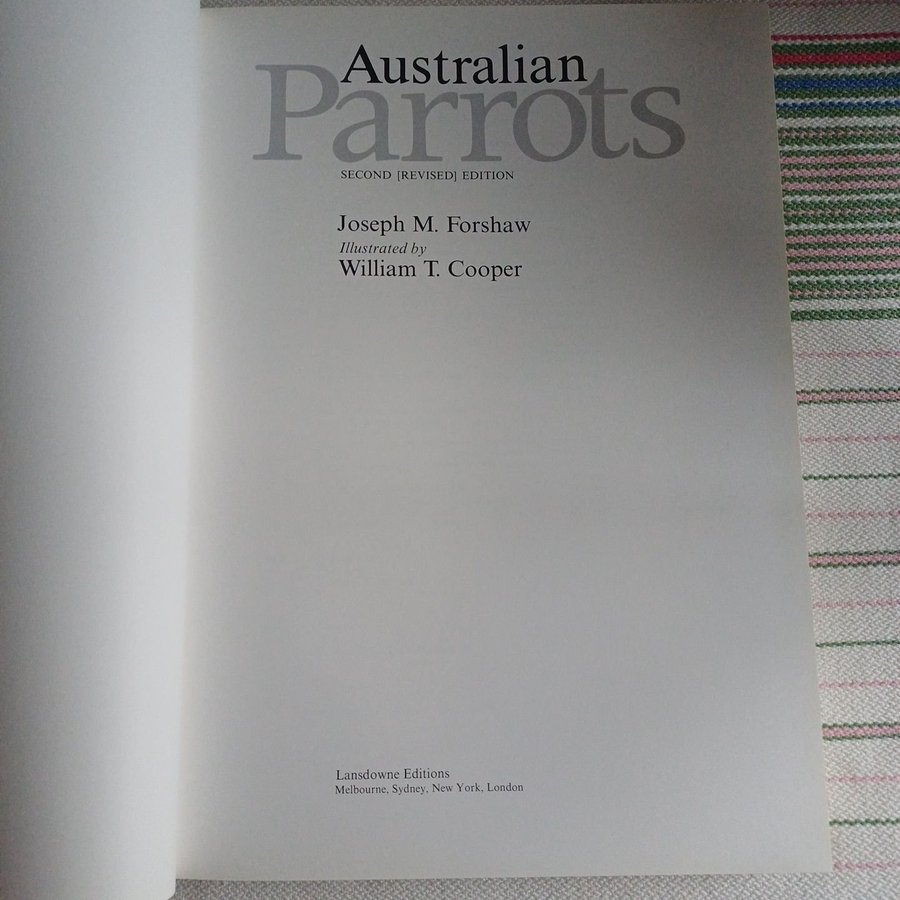 Australian
Parrots
SECOND [REVISED] EDITION
Joseph M. Forshaw
Illustrated by
William T. Cooper
Lansdowne Editions
Melbourne, Sydney, New York, London